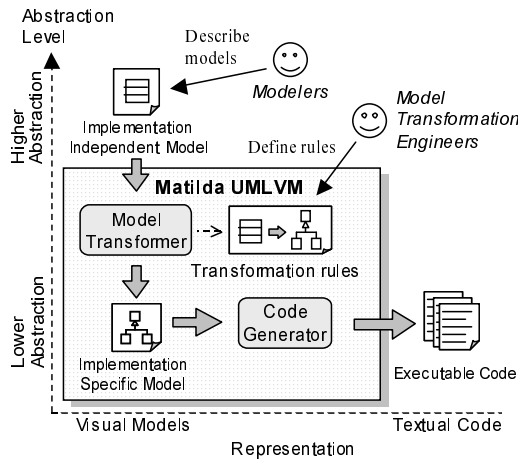 Abstraction
Level
Describe
models
Modelers
Model
Transformation
Engineers
Higher
Abstraction
Implementation
Independent Model
Define rules
Matilda UMLVM
Model
Transformer
Transformation rules
Lower
Abstraction
Code
Generator
Implementation
Specific Model
Executable Code
Visual Models
Textual Code
Representation